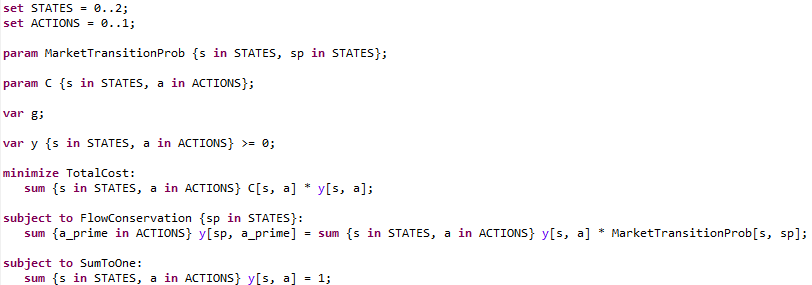 set STATES = 0..2;
set ACTIONS = 0..1;
param MarketTransitionProb {s in STATES, sp in STATES};
param C {s in STATES, a in ACTIONS};
var g;
var y {s in STATES, a in ACTIONS} >= 0;
minimize TotalCost:
sum {s in STATES, a in ACTIONS} C[s, a] * y[s, a];
subject to FlowConservation {sp in STATES}:
sum {a_prime in ACTIONS} y[sp, a_prime] = sum {s in STATES, a in ACTIONS} y[s, a] * MarketTransitionProb[s, sp];
subject to SumToOne:
sum {s in STATES, a in ACTIONS} y[s, a] = 1;